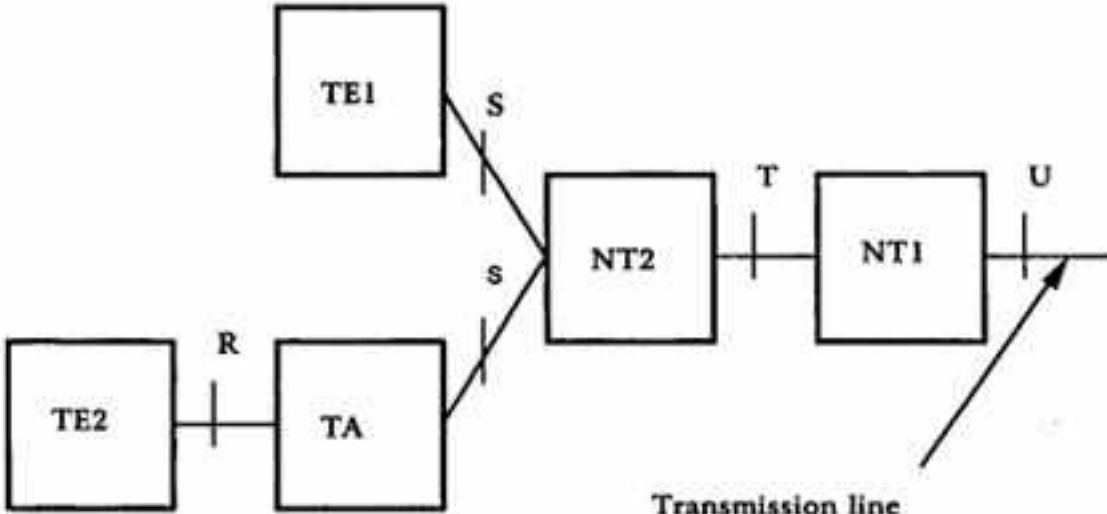 TE1
S
T
U
NT2
NT1
s
R
TE2
TA
Transmission line